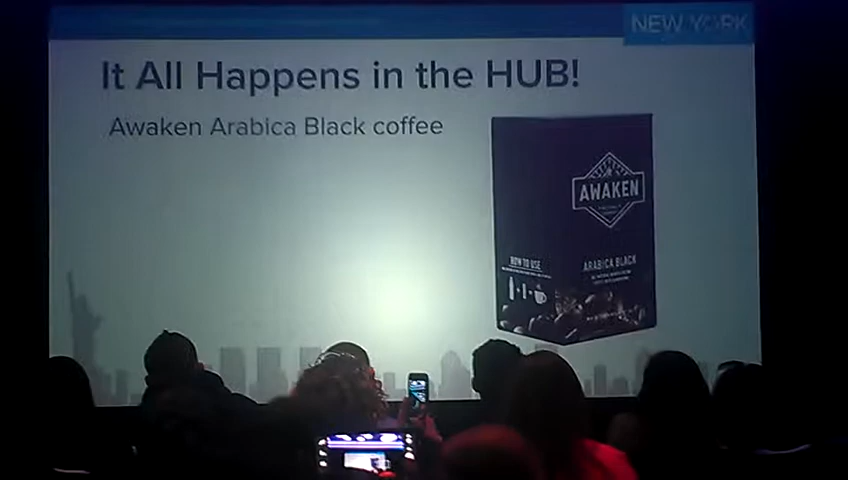 NEW YORK
It All Happens in the HUB!
Awaken Arabica Black coffee
AWAKEN
HOW TO USE
ARABICA BLACK